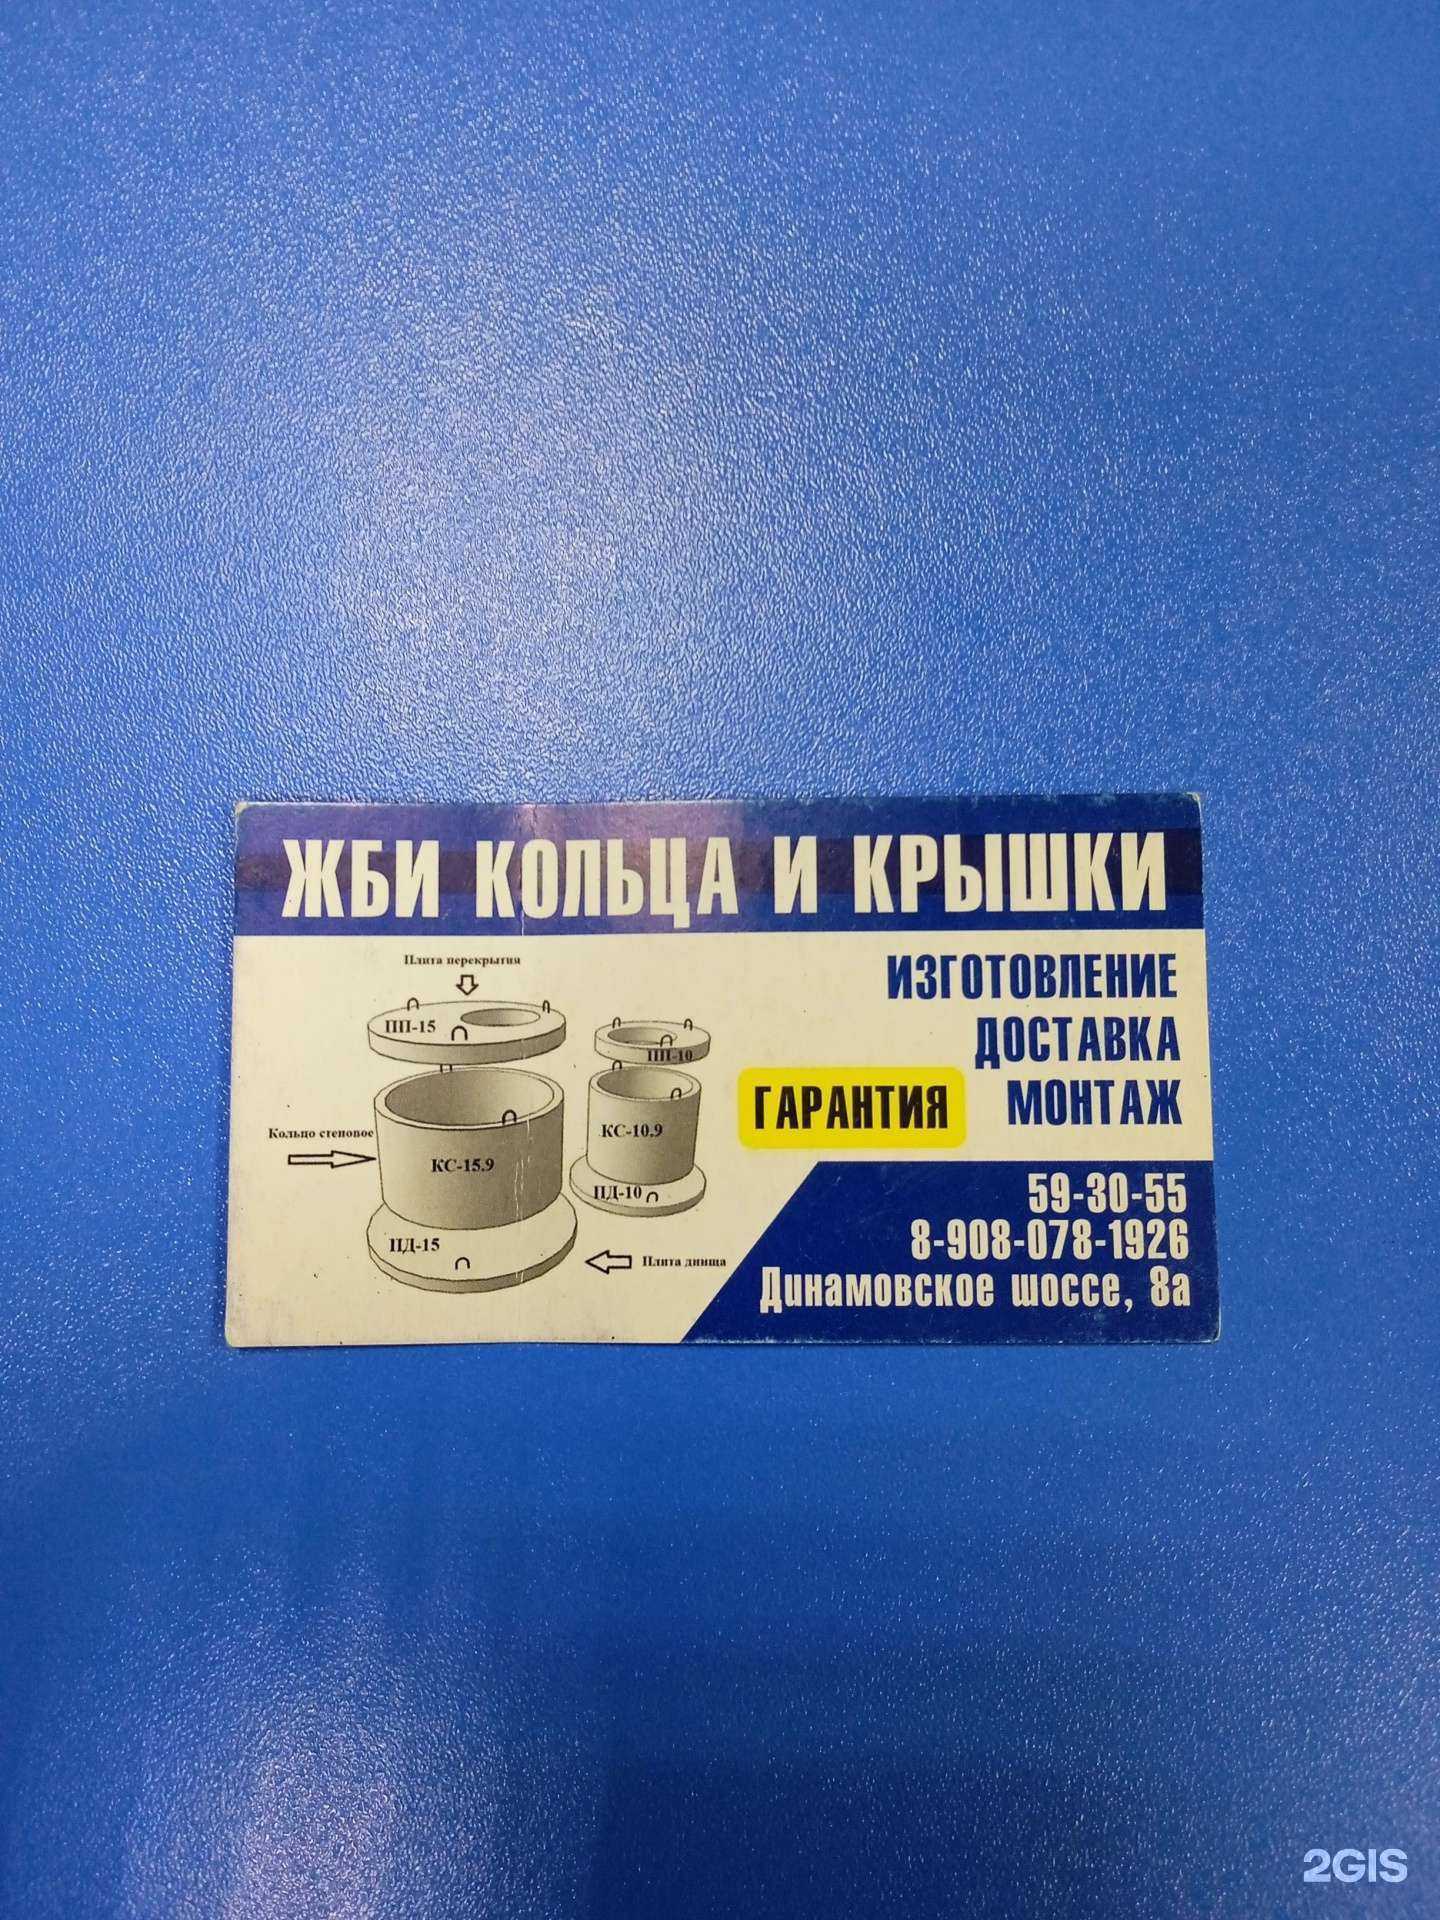 ЖБИ КОЛЬЦА И КРЫШКИ
Плита перекрытия
ПП-15
ПП-10
Кольцо стеновое
КС-15.9
КС-10.9
ПД-15
ПД-10
Плита днища
ИЗГОТОВЛЕНИЕ
ДОСТАВКА
МОНТАЖ
ГАРАНТИЯ
59-30-55
8-908-078-1926
Динамовское шоссе, 8а
2GIS